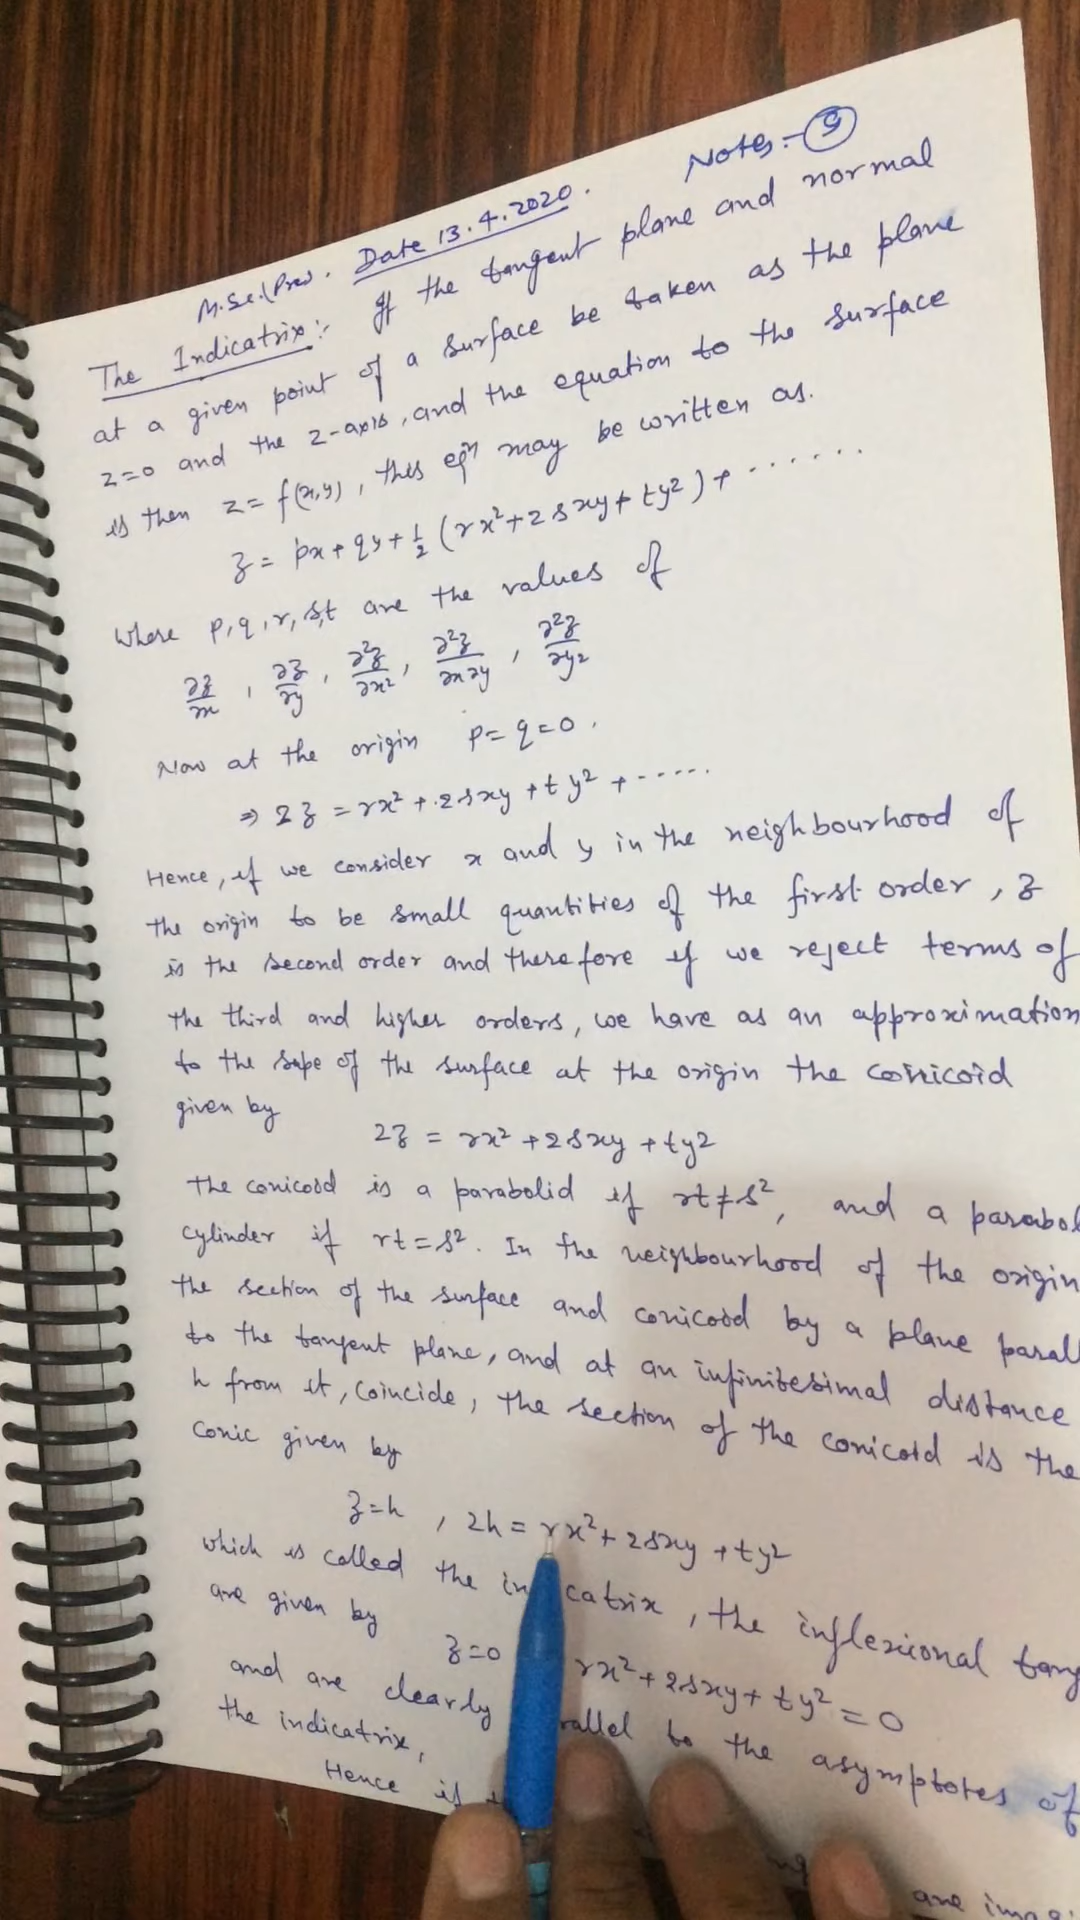 Notes:- 9
M.Sc.(Prev. Date 13.4.2020.
The Indicatrix:- If the tangent plane and normal
at a given point of a surface be taken as the plane
z=0 and the z-axis, and the equation to the surface
is then z= f(x,y), this eqn may be written as.
z = px + qy + 1/2 (rx² + 2sxy + ty²) + .......
where p,q,r,s,t are the values of
∂z/∂x , ∂z/∂y , ∂²z/∂x² , ∂²z/∂x∂y , ∂²z/∂y²
Now at the origin p= q=0.
⇒ 2z = rx² + 2sxy + ty² + .....
Hence, if we consider x and y in the neighbourhood of
the origin to be small quantities of the first order, z
is the second order and therefore if we reject terms of
the third and higher orders, we have as an approximation
to the sape of the surface at the origin the conicoid
given by
2z = rx² + 2sxy + ty²
the conicoid is a parabolid if rt≠s², and a parabol
cylinder if rt=s². In the neighbourhood of the origin
the section of the surface and conicoid by a plane parall
to the tangent plane, and at an infinitesimal distance
h from it, coincide, the section of the conicoid is the
conic given by
z=h , 2h = rx² + 2sxy + ty²
which is called the in catrix, the inflexional tang
are given by
z=0 rx² + 2sxy + ty² = 0
and are clearly rallel to the asymptotes of
the indicatrix,
Hence if
are imagi